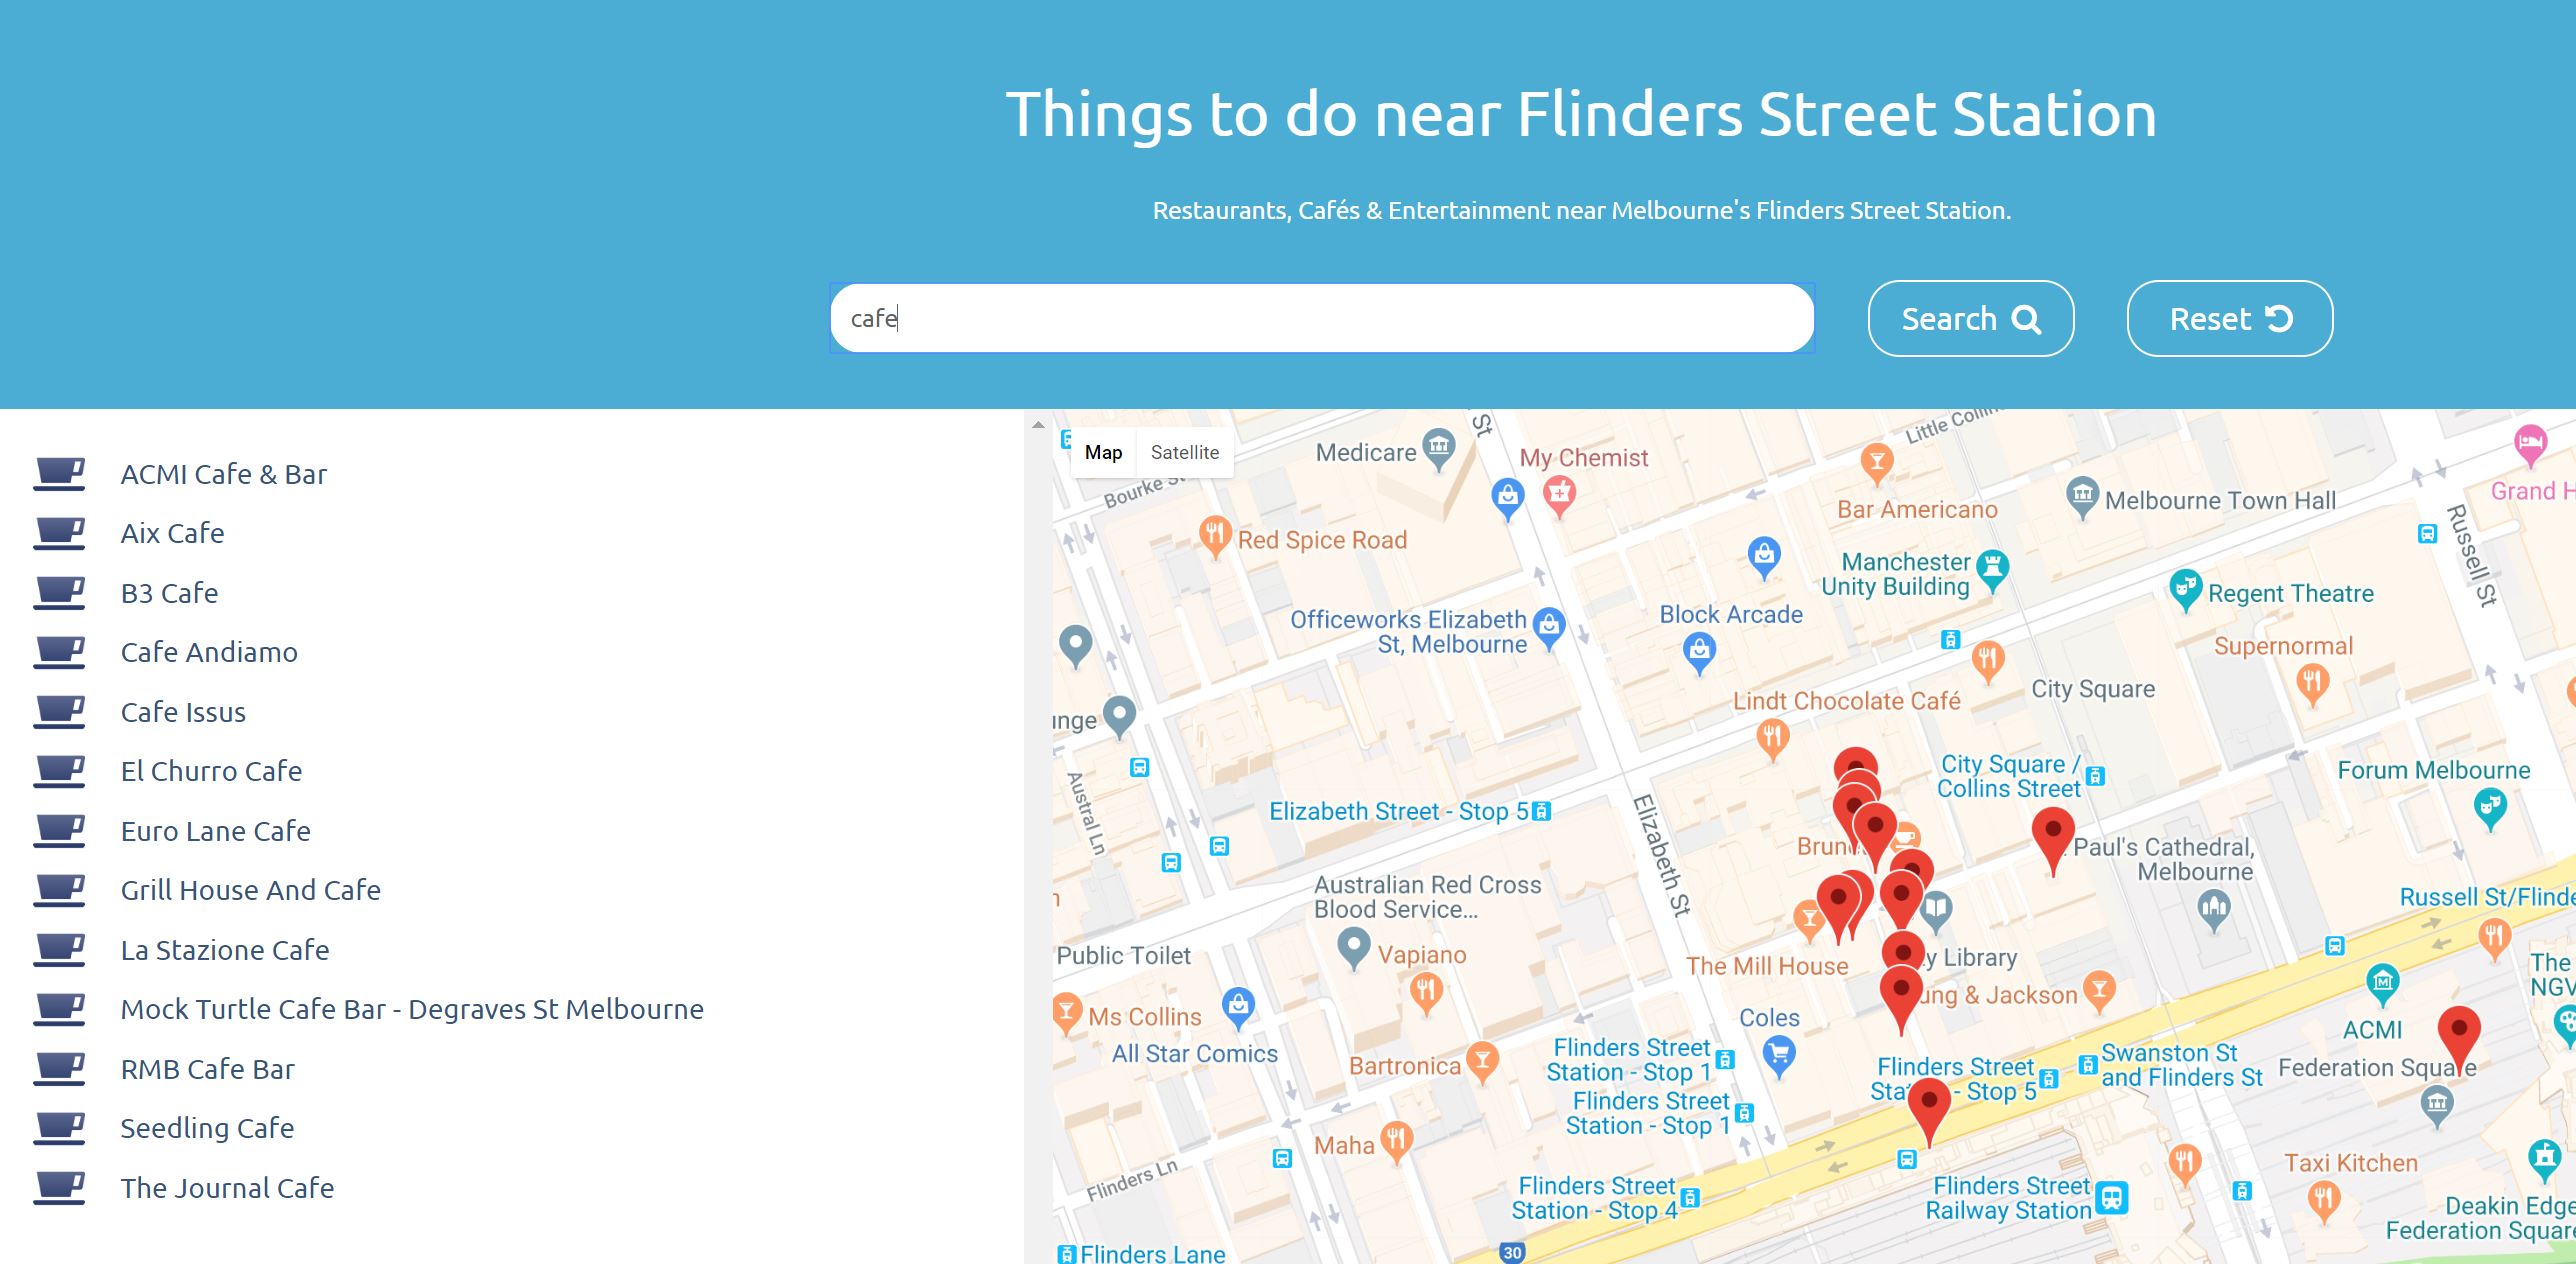 Things to do near Flinders Street Station
Restaurants, Cafés & Entertainment near Melbourne's Flinders Street Station.
cafe
Search
Reset
ACMI Cafe & Bar
Aix Cafe
B3 Cafe
Cafe Andiamo
Cafe Issus
El Churro Cafe
Euro Lane Cafe
Grill House And Cafe
La Stazione Cafe
Mock Turtle Cafe Bar - Degraves St Melbourne
RMB Cafe Bar
Seedling Cafe
The Journal Cafe
Map
Satellite
Bourke St
Medicare
St
My Chemist
Little Collins
Bar Americano
Melbourne Town Hall
Grand H
Russell St
Red Spice Road
Manchester
Unity Building
Regent Theatre
Officeworks Elizabeth
St, Melbourne
Block Arcade
Supernormal
City Square
Lindt Chocolate Café
unge
Austral Ln
City Square /
Collins Street
Forum Melbourne
Elizabeth Street - Stop 5
Elizabeth St
Brun
Paul's Cathedral,
Melbourne
Australian Red Cross
Blood Service...
Russell St/Flinde
Public Toilet
Vapiano
The Mill House
y Library
ung & Jackson
The
NGV
Ms Collins
All Star Comics
Coles
ACMI
Bartronica
Flinders Street
Station - Stop 1
Flinders Street
Station - Stop 1
Flinders Street
Sta - Stop 5
Swanston St
and Flinders St
Federation Square
Maha
Flinders Ln
Flinders Street
Station - Stop 4
Flinders Street
Railway Station
Taxi Kitchen
Deakin Edge
Federation Square
Flinders Lane
30